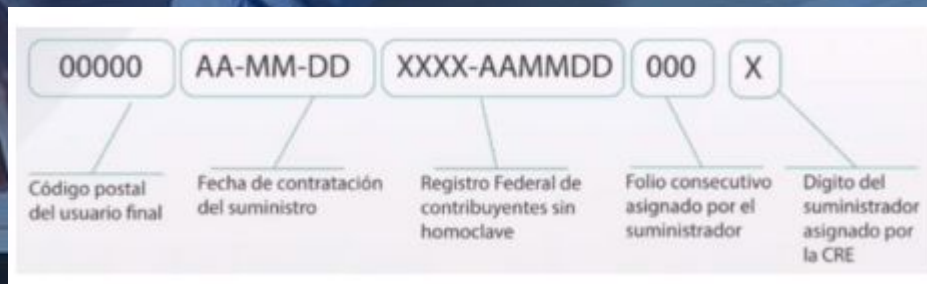 00000 AA-MM-DD XXXX-AAMMDD 000 X
Código postal
del usuario final
Fecha de contratación
del suministro
Registro Federal de
contribuyentes sin
homoclave
Folio consecutivo
asignado por el
suministrador
Digito del
suministrador
asignado por
la CRE